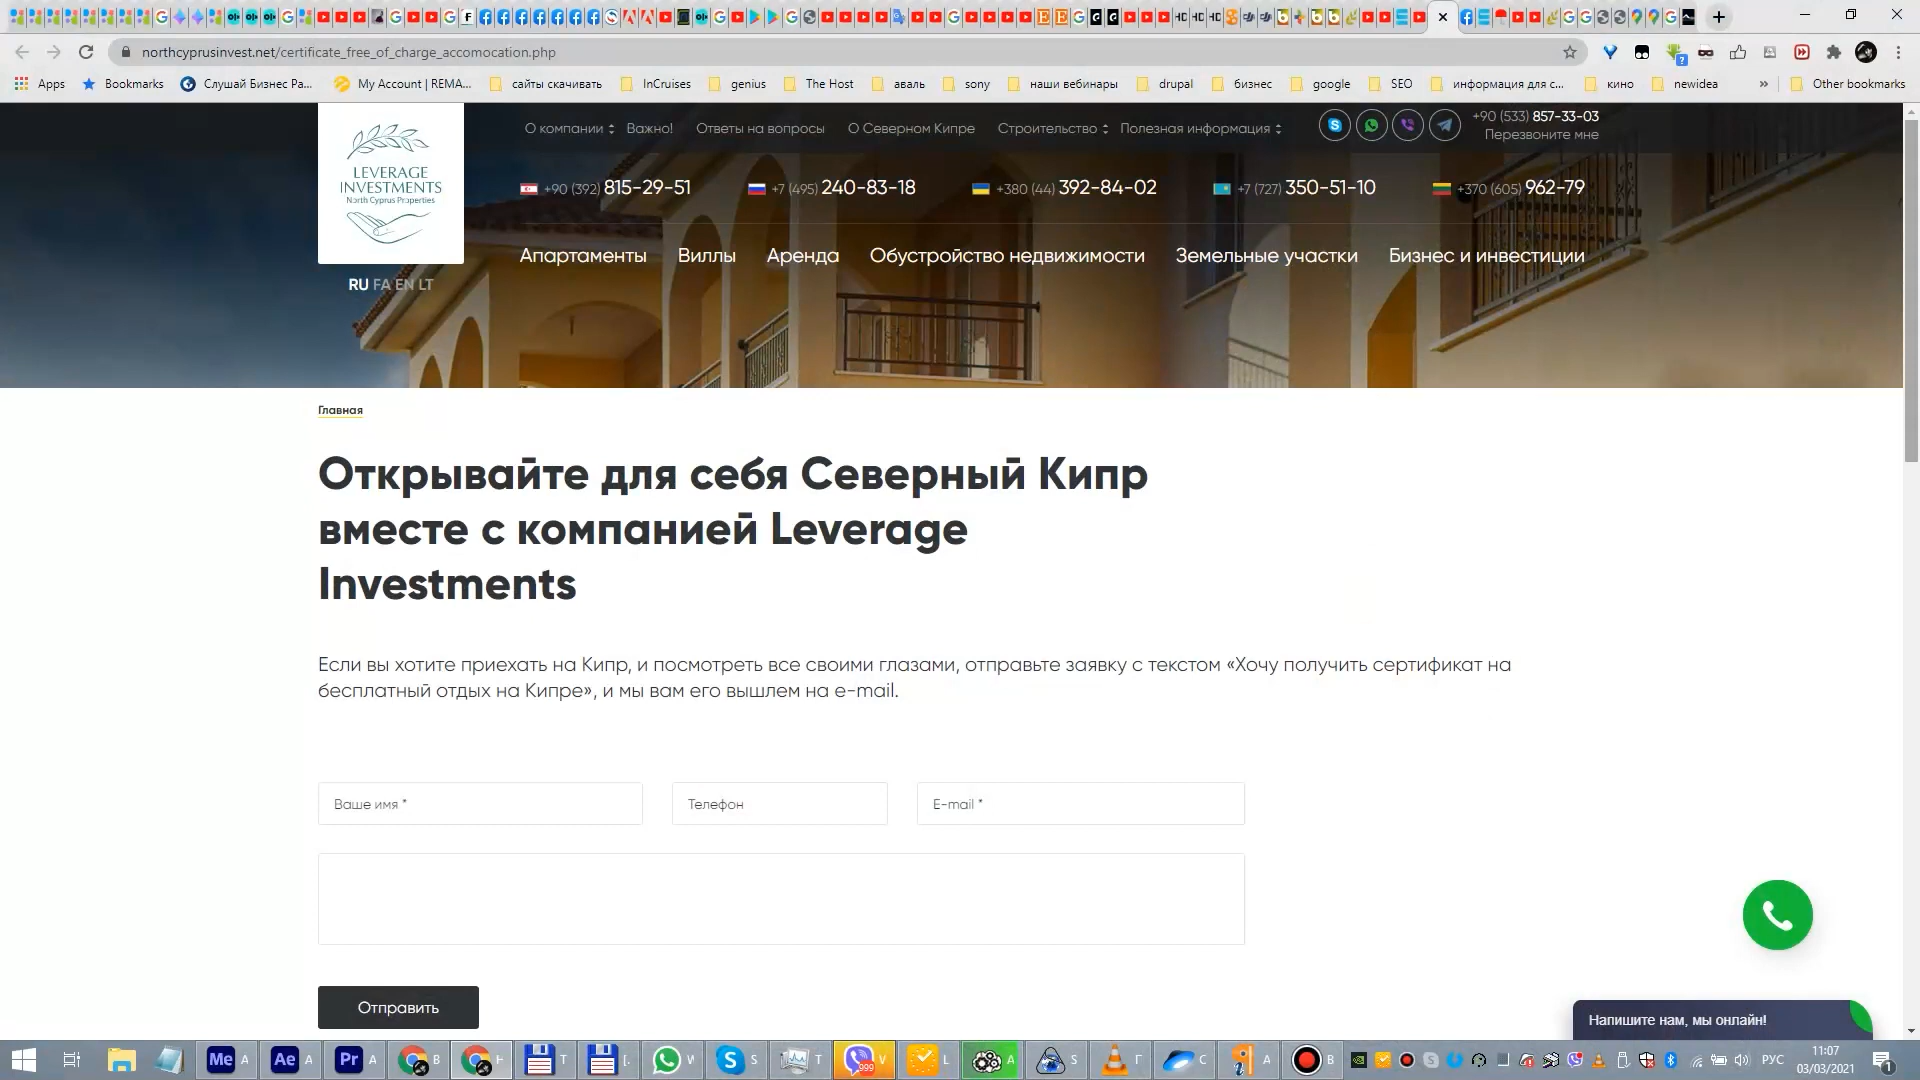 northcyprusinvest.net/certificate_free_of_charge_accomocation.php
Apps
Bookmarks
Слушай Бизнес Ра...
My Account | REMA...
сайты скачивать
InCruises
genius
The Host
аваль
sony
наши вебинары
drupal
бизнес
google
SEO
информация для с...
кино
newidea
»
Other bookmarks
LEVERAGE
INVESTMENTS
North Cyprus Properties
RU FA EN LT
О компании
Важно!
Ответы на вопросы
О Северном Кипре
Строительство
Полезная информация
+90 (533) 857-33-03
Перезвоните мне
+90 (392) 815-29-51
+7 (495) 240-83-18
+380 (44) 392-84-02
+7 (727) 350-51-10
+370 (605) 962-79
Апартаменты
Виллы
Аренда
Обустройство недвижимости
Земельные участки
Бизнес и инвестиции
Главная
Открывайте для себя Северный Кипр
вместе с компанией Leverage
Investments
Если вы хотите приехать на Кипр, и посмотреть все своими глазами, отправьте заявку с текстом «Хочу получить сертификат на
бесплатный отдых на Кипре», и мы вам его вышлем на e-mail.
Ваше имя *
Телефон
E-mail *
Отправить
Напишите нам, мы онлайн!
Me A
Ae A
Pr A
B
T
[.
S
T
V
999
L
A
S
Г
C
A
B
РУС
11:07
03/03/2021
1